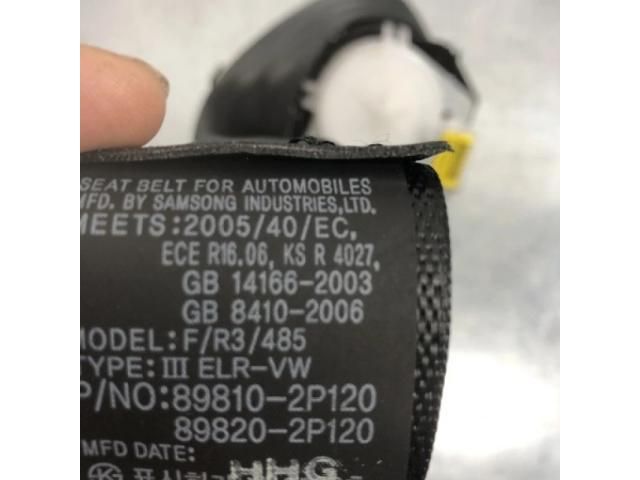 SEAT BELT FOR AUTOMOBILES
MFD. BY SAMSONG INDUSTRIES,LTD.
MEETS:2005/40/EC,
ECE R16.06, KS R 4027,
GB 14166-2003
GB 8410-2006
MODEL: F/R3/485
TYPE: III ELR-VW
P/NO:89810-2P120
89820-2P120
MFD DATE:
HHG